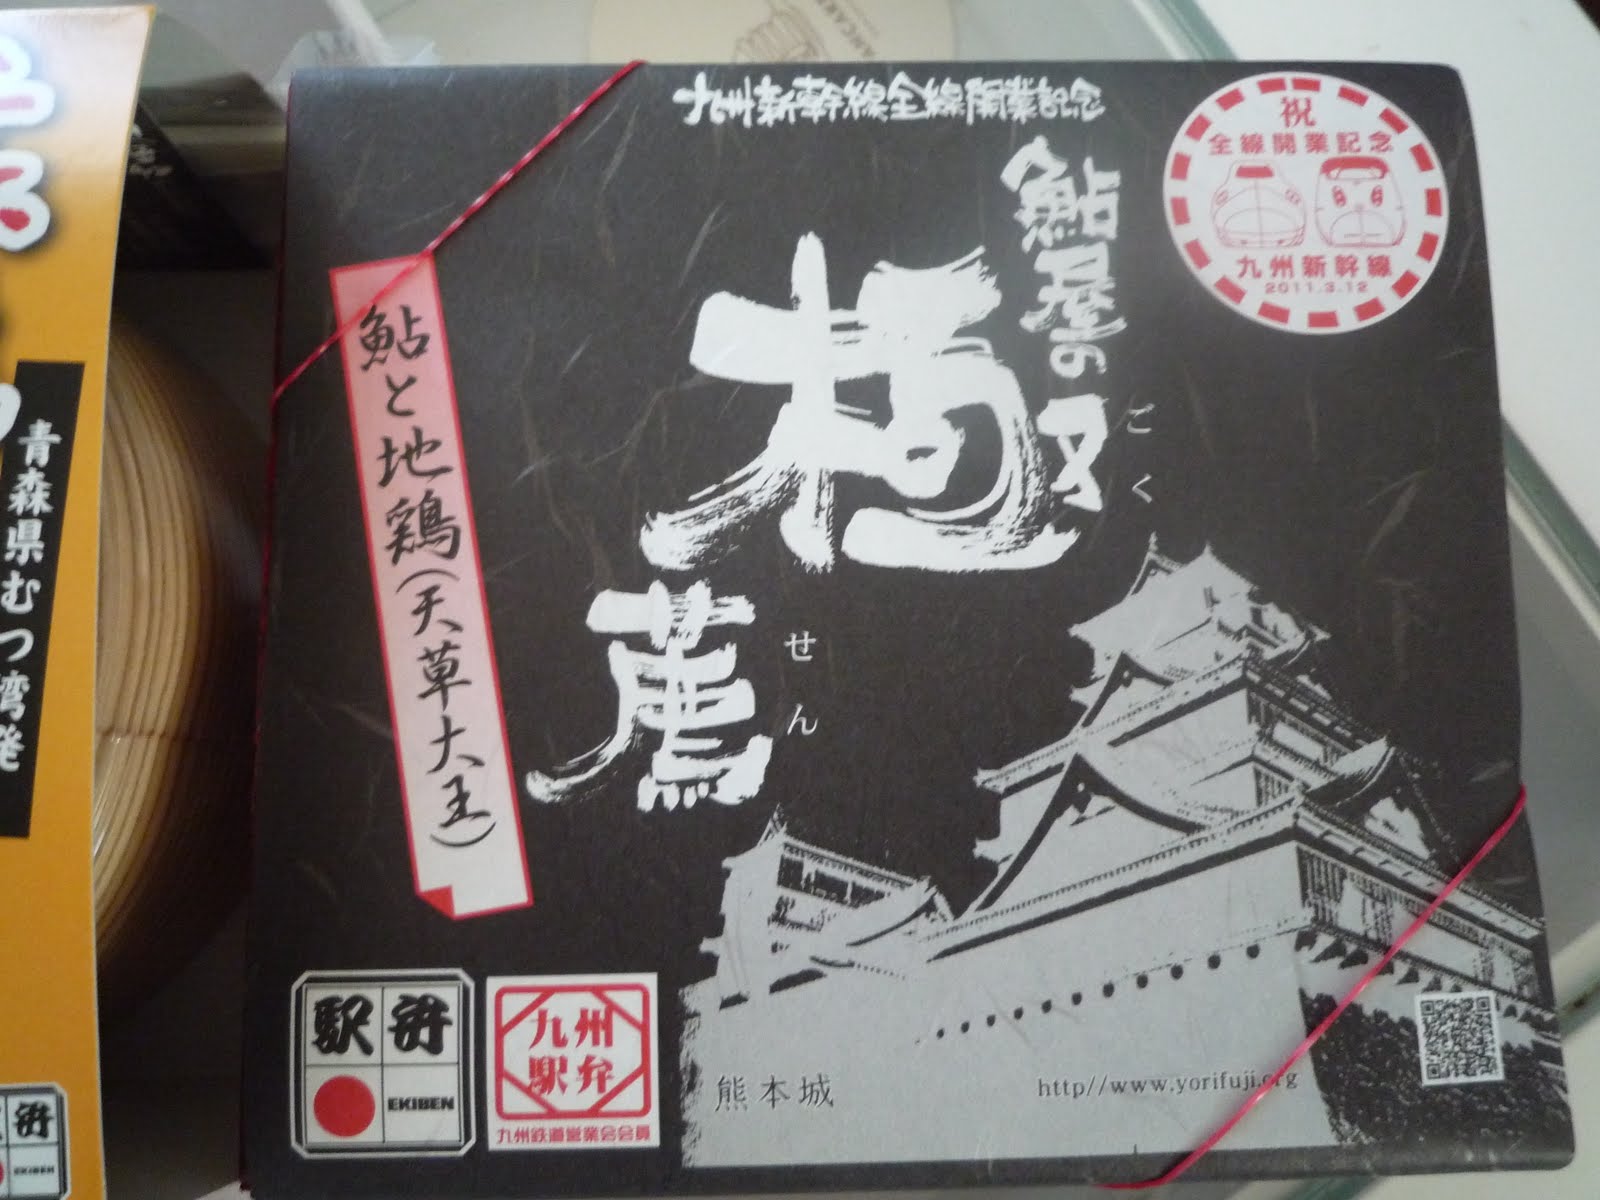 九州新幹線全線開業記念
祝
全線開業記念
九州新幹線
2011.3.12
鮎屋の
極
ごく
薦
せん
鮎と地鶏(天草大王)
駅弁
EKIBEN
九州
駅弁
九州鉄道営業会会員
熊本城
http//www.yorifuji.org
青森県むつ湾発
EKIBEN